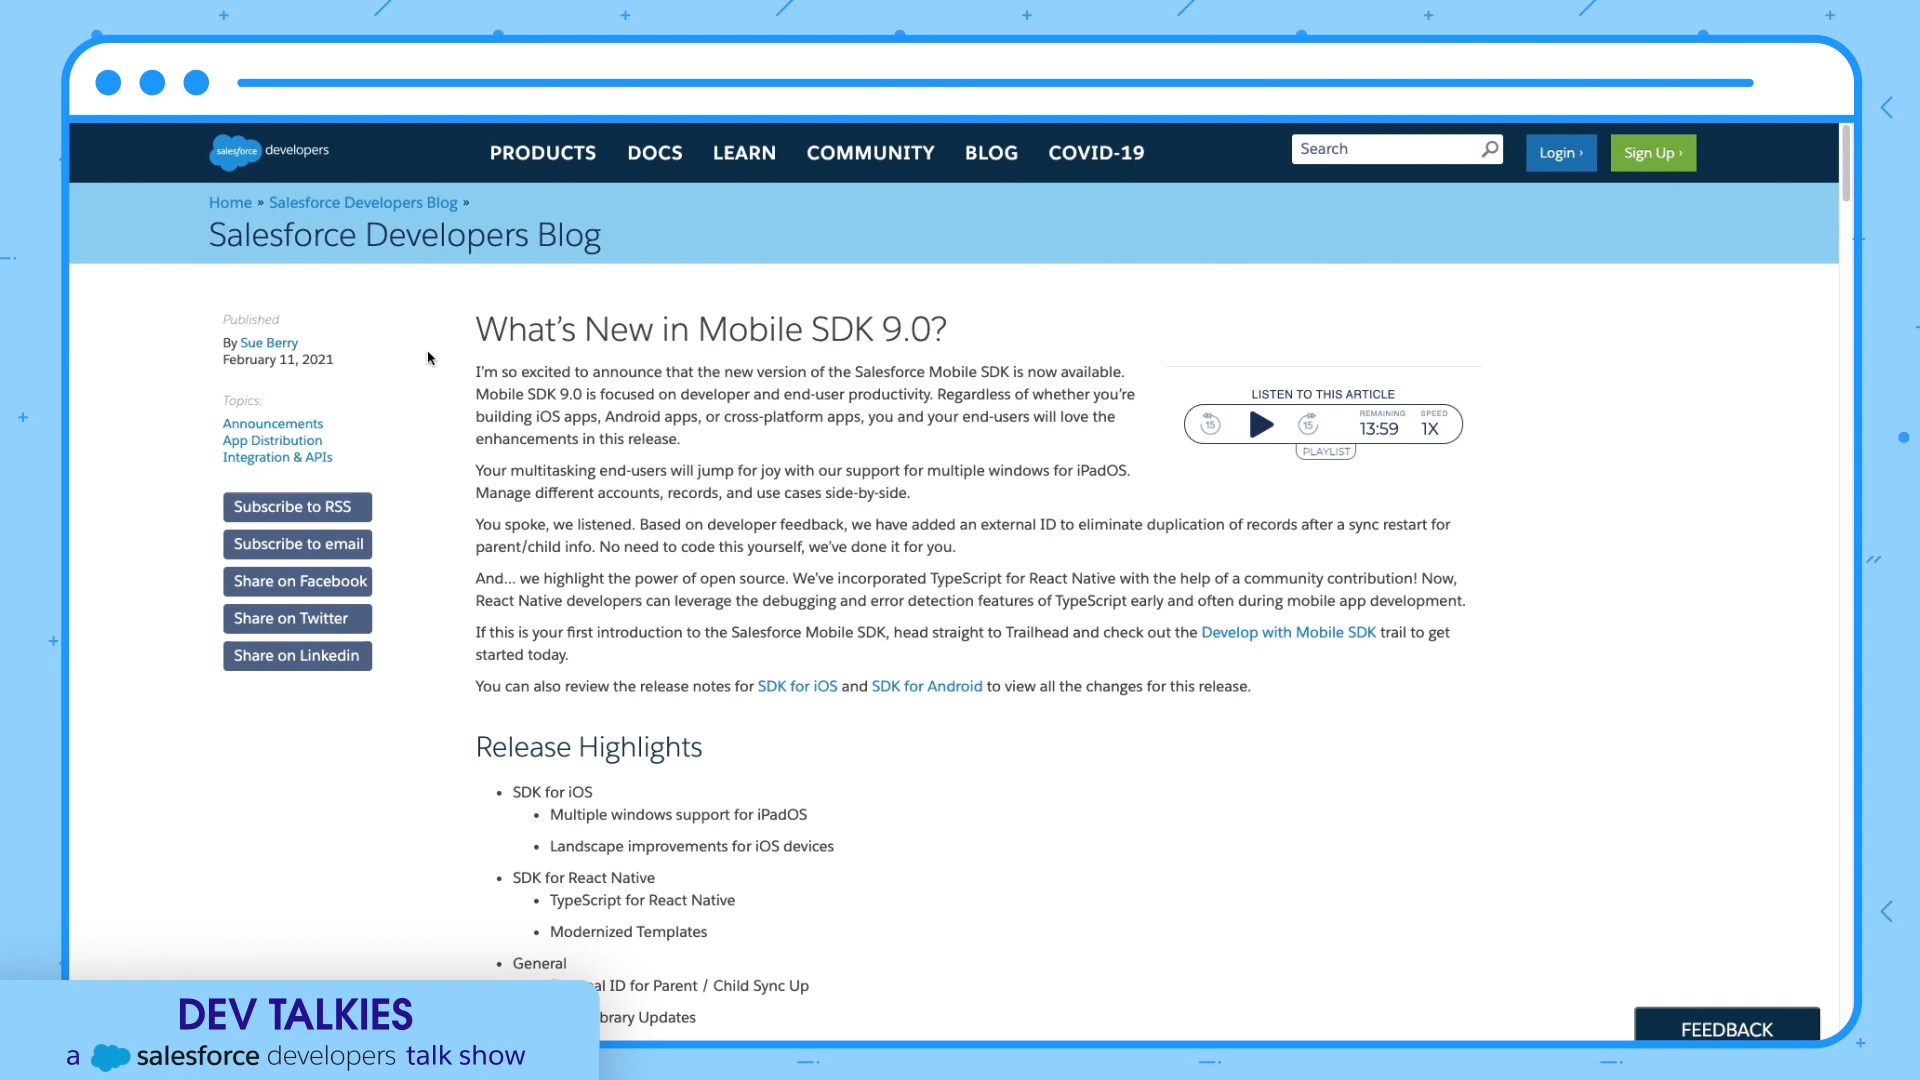 salesforce developers
PRODUCTS DOCS LEARN COMMUNITY BLOG COVID-19
Search
Login ›
Sign Up ›
Home » Salesforce Developers Blog »
Salesforce Developers Blog
Published
By Sue Berry
February 11, 2021
Topics:
Announcements
App Distribution
Integration & APIs
Subscribe to RSS
Subscribe to email
Share on Facebook
Share on Twitter
Share on Linkedin
What's New in Mobile SDK 9.0?
I'm so excited to announce that the new version of the Salesforce Mobile SDK is now available.
Mobile SDK 9.0 is focused on developer and end-user productivity. Regardless of whether you're
building iOS apps, Android apps, or cross-platform apps, you and your end-users will love the
enhancements in this release.
LISTEN TO THIS ARTICLE
15
15
REMAINING
13:59
SPEED
1X
PLAYLIST
Your multitasking end-users will jump for joy with our support for multiple windows for iPadOS.
Manage different accounts, records, and use cases side-by-side.
You spoke, we listened. Based on developer feedback, we have added an external ID to eliminate duplication of records after a sync restart for
parent/child info. No need to code this yourself, we've done it for you.
And... we highlight the power of open source. We've incorporated TypeScript for React Native with the help of a community contribution! Now,
React Native developers can leverage the debugging and error detection features of TypeScript early and often during mobile app development.
If this is your first introduction to the Salesforce Mobile SDK, head straight to Trailhead and check out the Develop with Mobile SDK trail to get
started today.
You can also review the release notes for SDK for iOS and SDK for Android to view all the changes for this release.
Release Highlights
• SDK for iOS
• Multiple windows support for iPadOS
• Landscape improvements for iOS devices
• SDK for React Native
• TypeScript for React Native
• Modernized Templates
• General
al ID for Parent / Child Sync Up
brary Updates
FEEDBACK
DEV TALKIES
a salesforce developers talk show